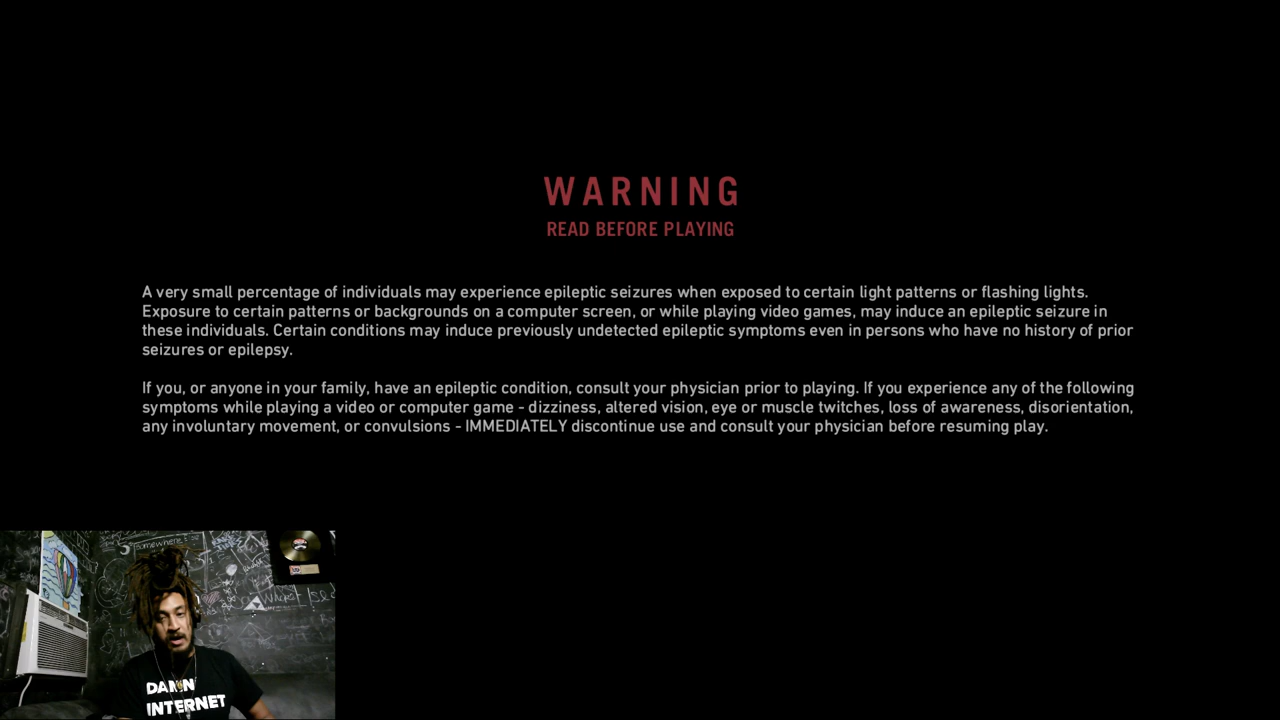 WARNING
READ BEFORE PLAYING
A very small percentage of individuals may experience epileptic seizures when exposed to certain light patterns or flashing lights.
Exposure to certain patterns or backgrounds on a computer screen, or while playing video games, may induce an epileptic seizure in
these individuals. Certain conditions may induce previously undetected epileptic symptoms even in persons who have no history of prior
seizures or epilepsy.
If you, or anyone in your family, have an epileptic condition, consult your physician prior to playing. If you experience any of the following
symptoms while playing a video or computer game - dizziness, altered vision, eye or muscle twitches, loss of awareness, disorientation,
any involuntary movement, or convulsions - IMMEDIATELY discontinue use and consult your physician before resuming play.
somewhere
DAMN
INTERNET